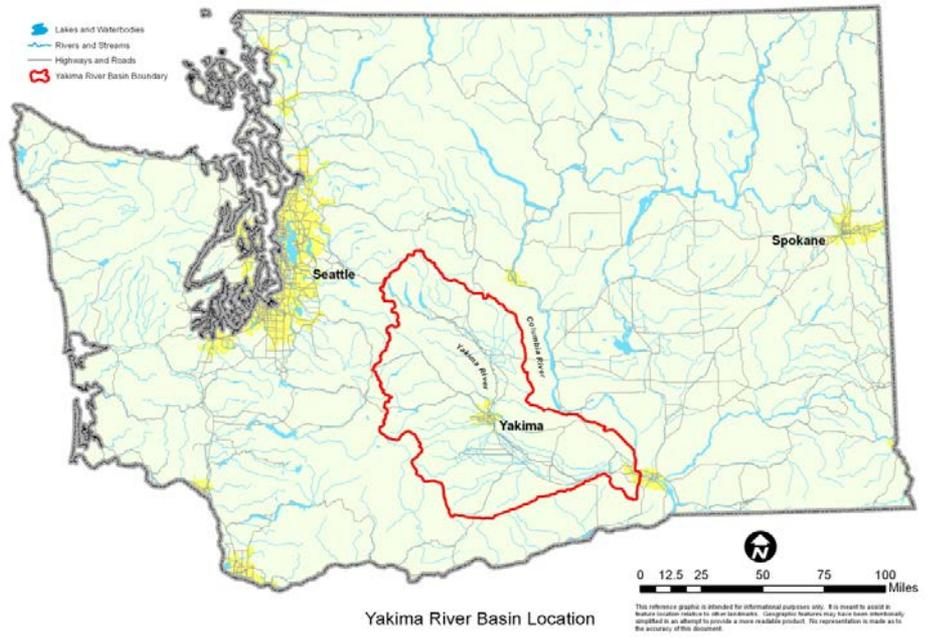 Lakes and Waterbodies
Rivers and Streams
Highways and Roads
Yakima River Basin Boundary
Spokane
Seattle
Columbia River
Yakima River
Yakima
N
0 12.5 25 50 75 100
Miles
Yakima River Basin Location
This reference graphic is intended for informational purposes only. It is meant to assist in
feature location relative to other landmarks. Geographic features may have been intentionally
simplified in an attempt to provide a more readable product. No representation is made as to
the accuracy of this document.